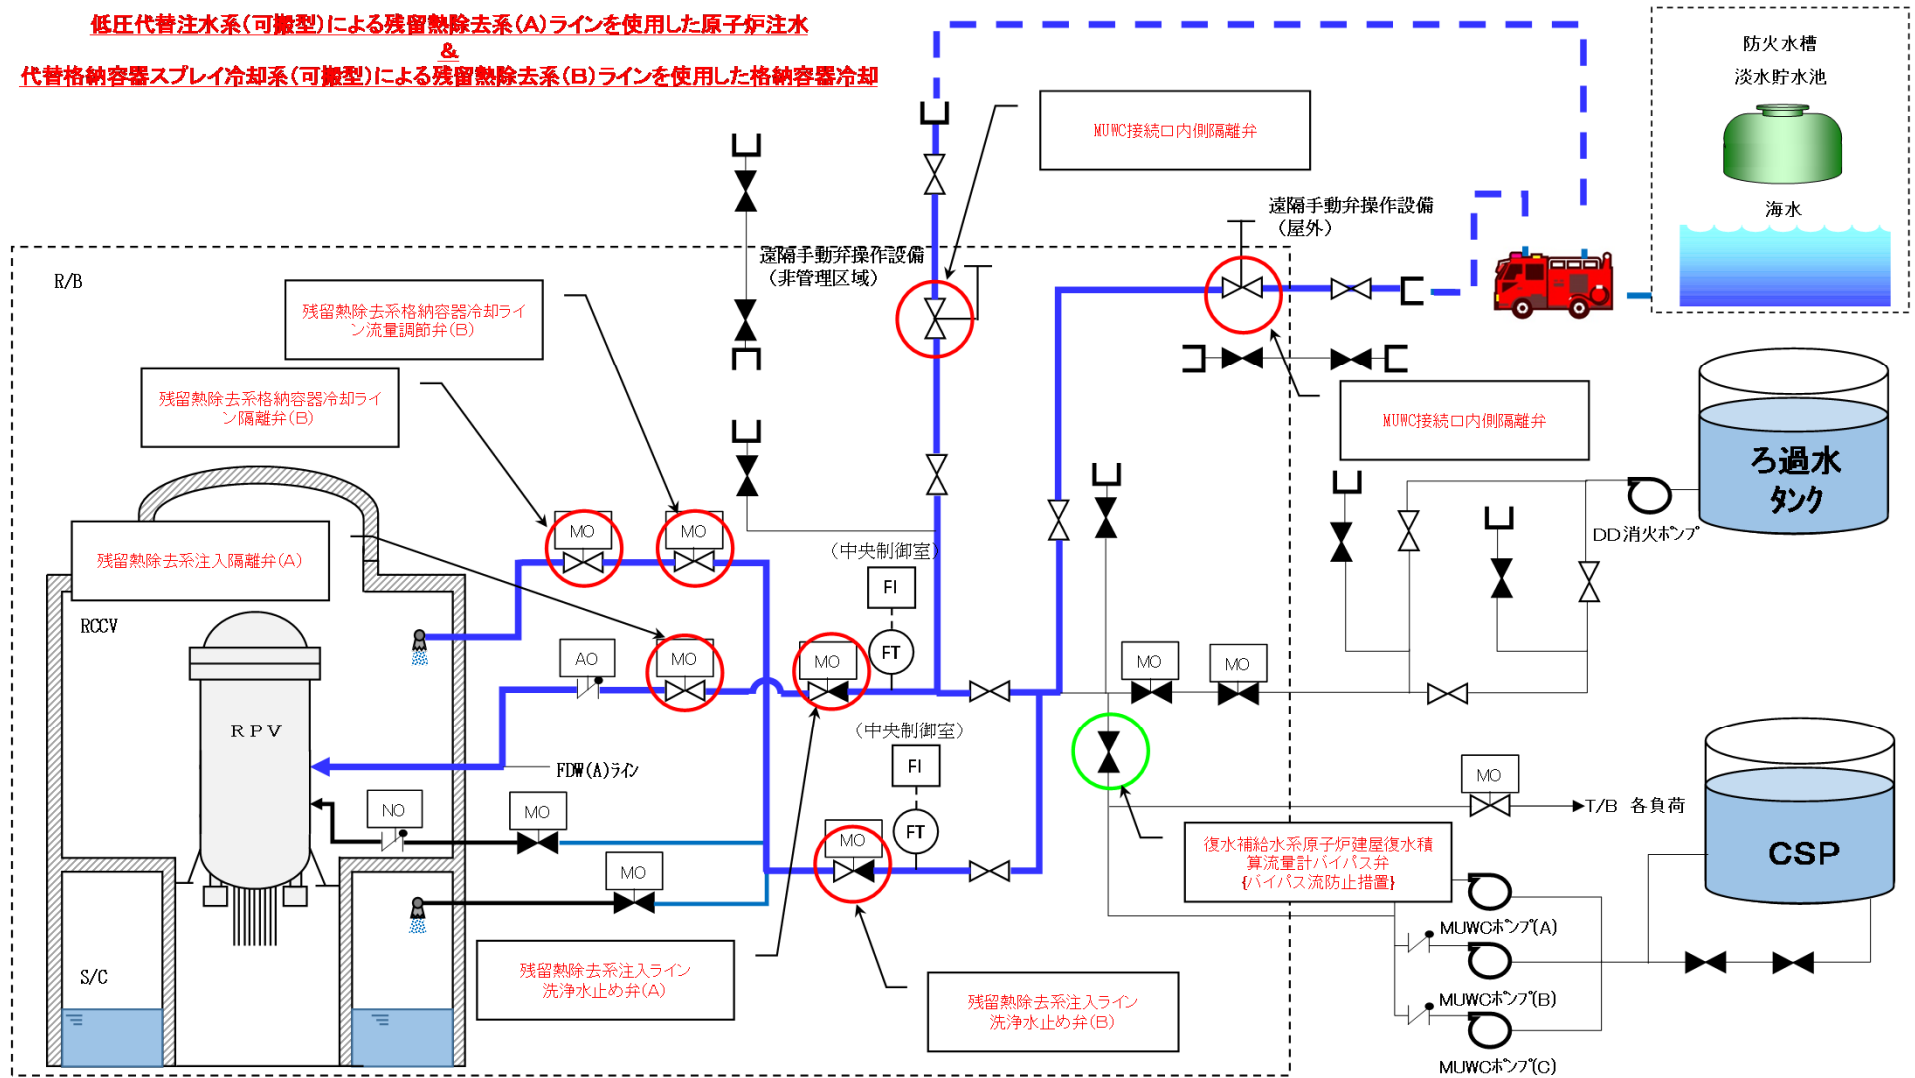 低圧代替注水系(可搬型)による残留熱除去系(A)ラインを使用した原子炉注水
&
代替格納容器スプレイ冷却系(可搬型)による残留熱除去系(B)ラインを使用した格納容器冷却
防火水槽
淡水貯水池
海水
MUWC接続口内側隔離弁
遠隔手動弁操作設備
(屋外)
遠隔手動弁操作設備
(非管理区域)
R/B
残留熱除去系格納容器冷却ライ
ン流量調節弁(B)
残留熱除去系格納容器冷却ライ
ン隔離弁(B)
MUWC接続口内側隔離弁
ろ過水
タンク
DD消火ポンプ
MO
MO
残留熱除去系注入隔離弁(A)
(中央制御室)
FI
FT
RCCV
AO
MO
MO
MO
MO
RPV
(中央制御室)
FI
FT
FDW(A)ライン
MO
T/B 各負荷
NO
MO
MO
MO
復水補給水系原子炉建屋復水積
算流量計バイパス弁
{バイパス流防止措置}
CSP
MUWCポンプ(A)
MUWCポンプ(B)
MUWCポンプ(C)
S/C
残留熱除去系注入ライン
洗浄水止め弁(A)
残留熱除去系注入ライン
洗浄水止め弁(B)